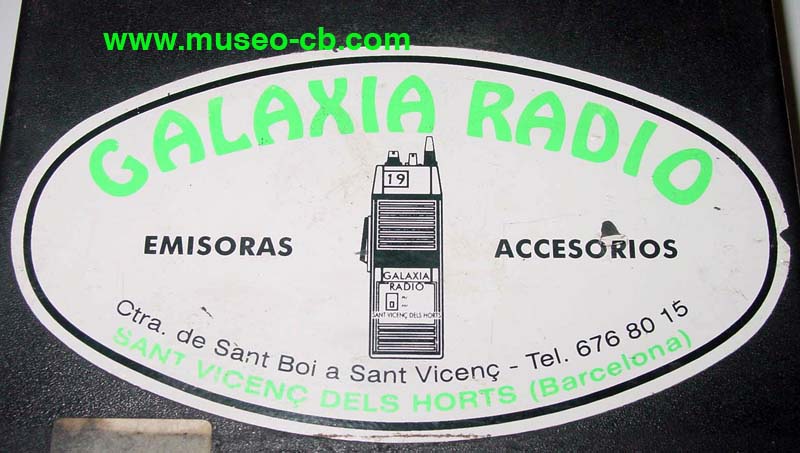 www.museo-cb.com
GALAXIA RADIO
19
EMISORAS
ACCESORIOS
GALAXIA
RADIO
SANT VICENÇ DELS HORTS
Ctra. de Sant Boi a Sant Vicenç - Tel. 676 80 15
SANT VICENÇ DELS HORTS (Barcelona)